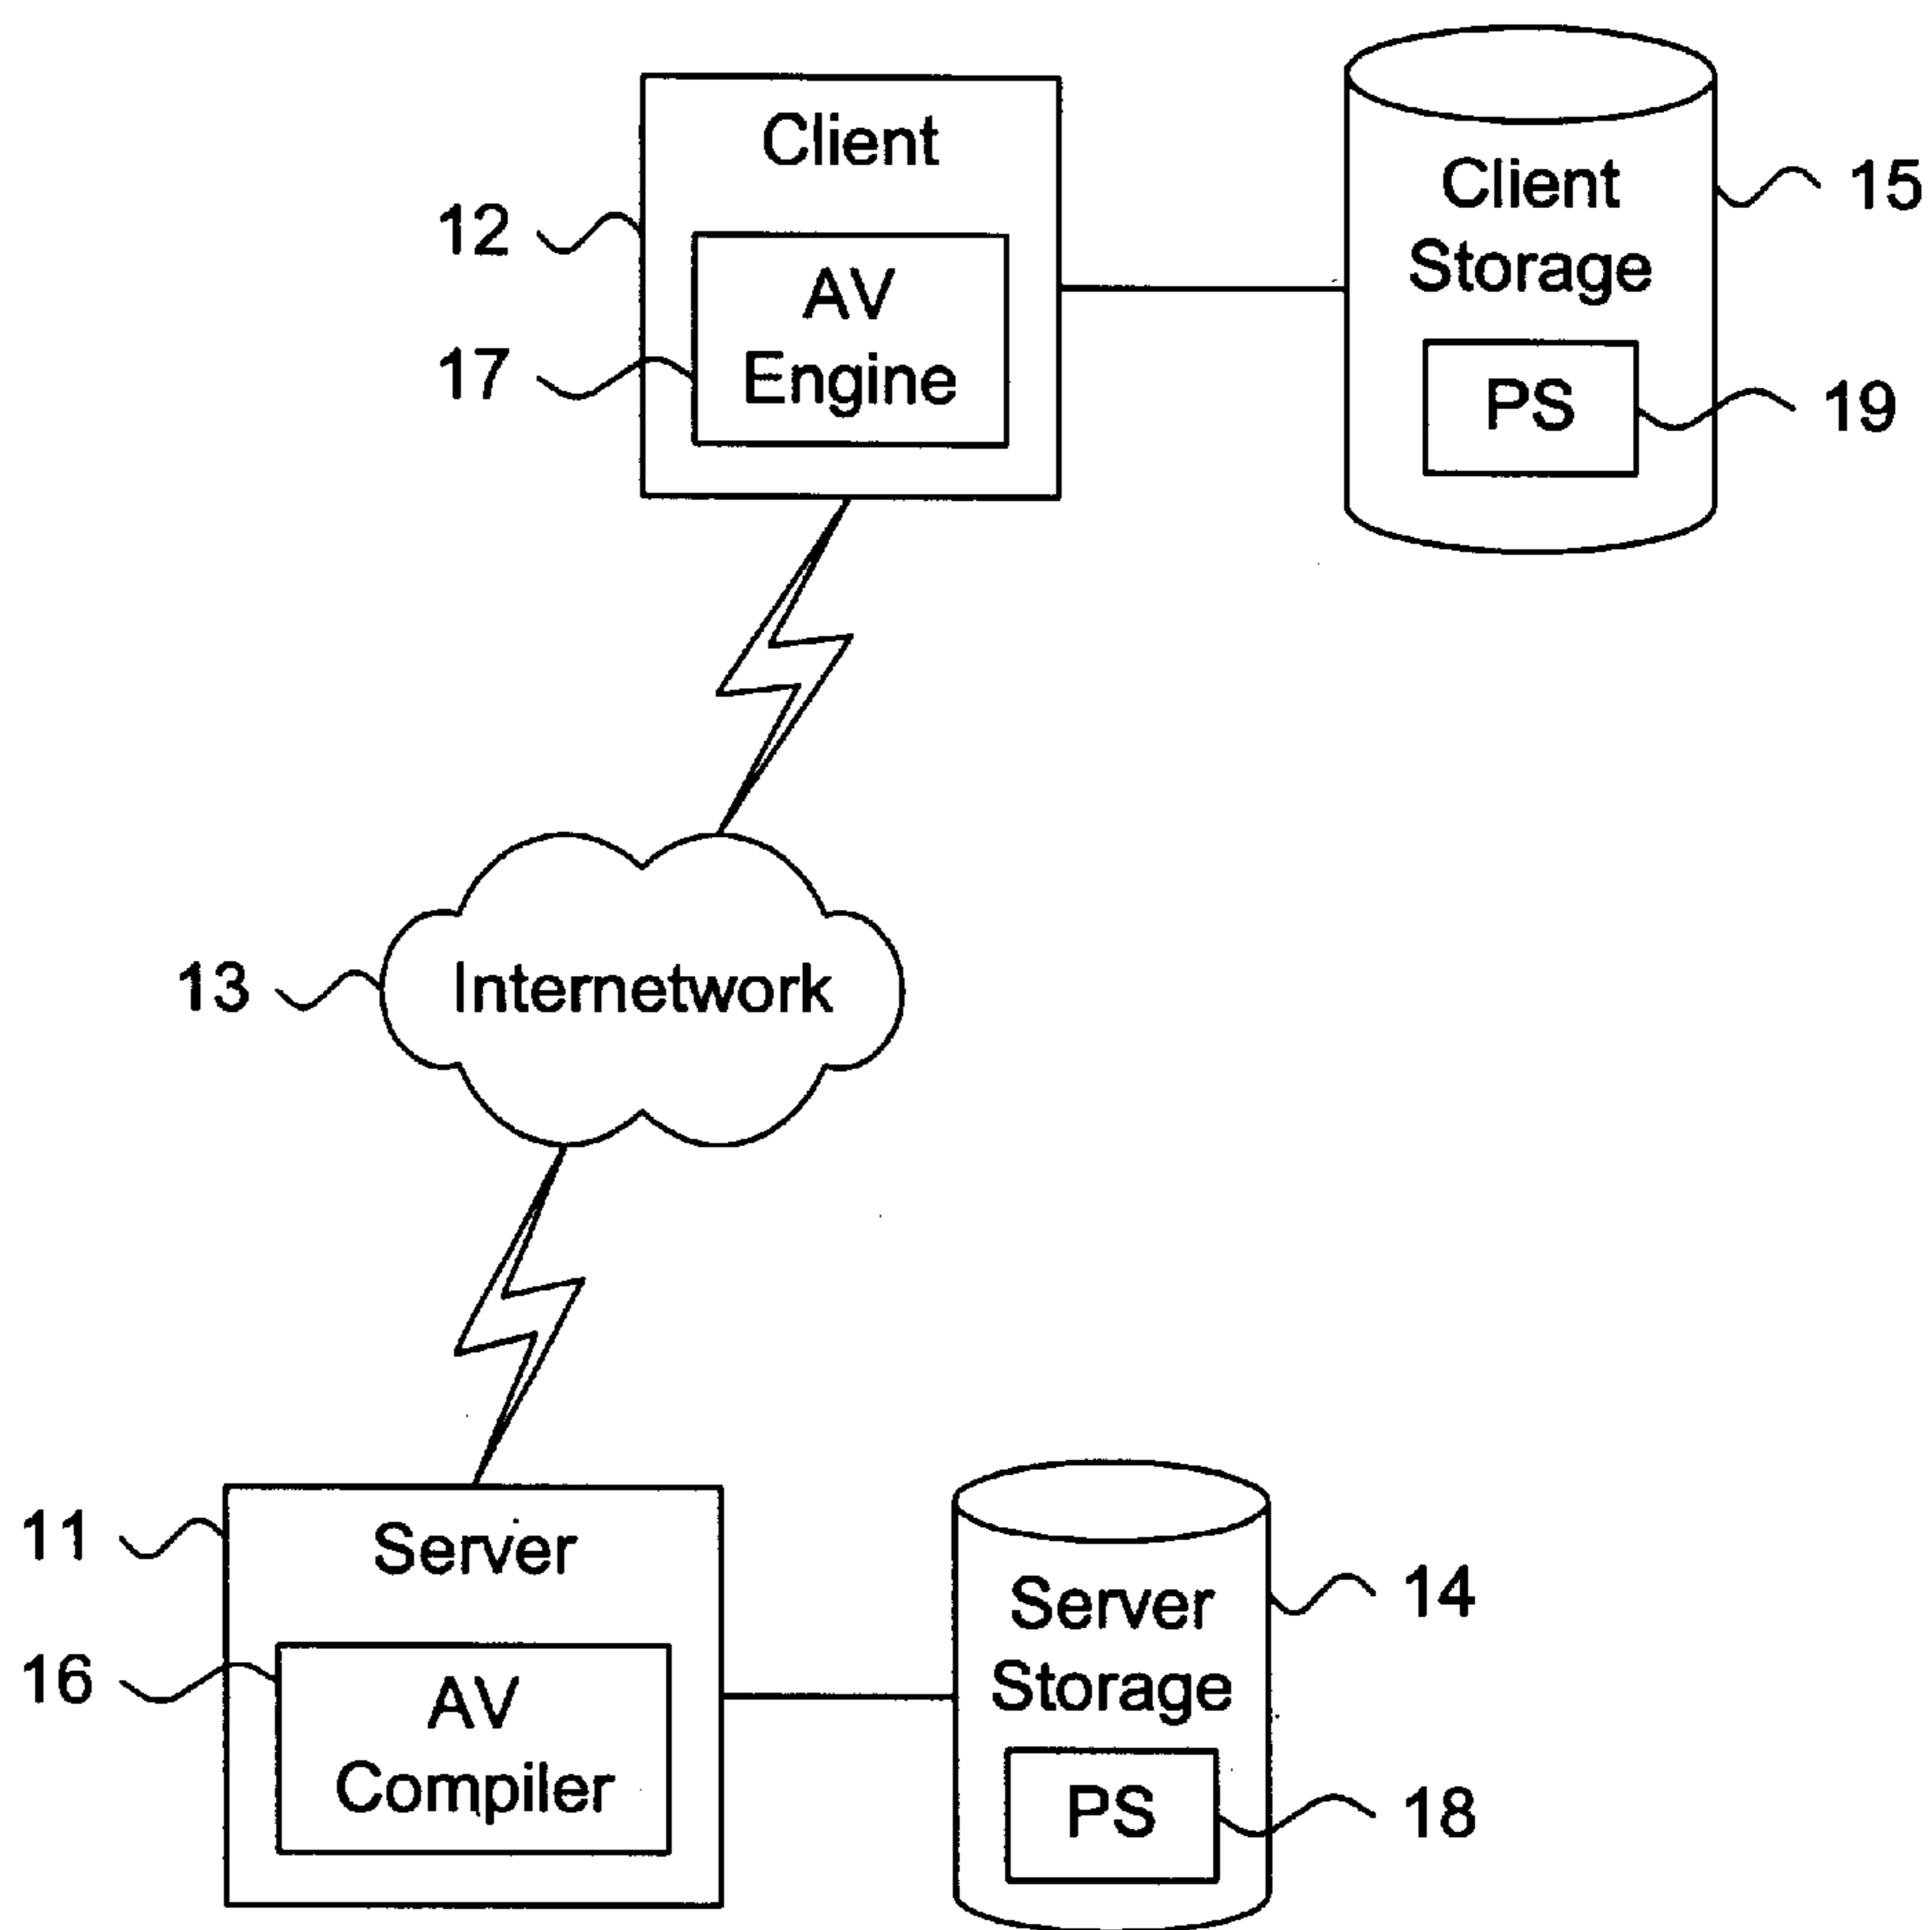 Client
12
AV
Engine
17
Client
Storage
15
PS
19
Internetwork
13
Server
11
AV
Compiler
16
Server
Storage
14
PS
18